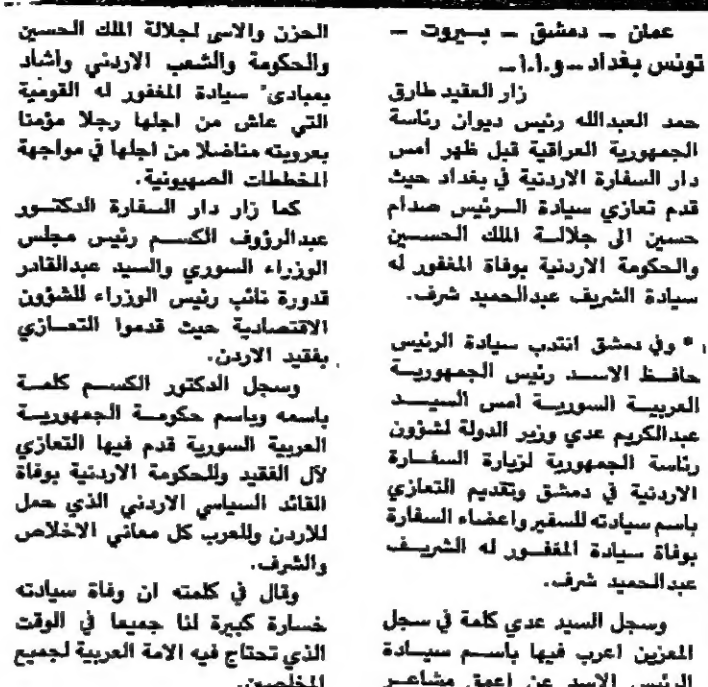 عمان – دمشق – بيروت –
تونس بغداد – و.ا.ا –
زار العقيد طارق
حمد العبدالله رئيس ديوان رئاسة
الجمهورية العراقية قبل ظهر امس
دار السفارة الاردنية في بغداد حيث
قدم تعازي سيادة الرئيس صدام
حسين الى جلالة الملك الحسين
والحكومة الاردنية بوفاة المغفور له
سيادة الشريف عبدالحميد شرف.
* وفي دمشق انتدب سيادة الرئيس
حافظ الاسد رئيس الجمهورية
العربية السورية امس السيد
عبدالكريم عدي وزير الدولة لشؤون
رئاسة الجمهورية لزيارة السفارة
الاردنية في دمشق وتقديم التعازي
باسم سيادته للسفير واعضاء السفارة
بوفاة سيادة المغفور له الشريف
عبدالحميد شرف.
وسجل السيد عدي كلمة في سجل
المعزين اعرب فيها باسم سيادة
الرئيس الاسد عن اعمق مشاعر
الحزن والاسى لجلالة الملك الحسين
والحكومة والشعب الاردني واشاد
بمبادىء سيادة المغفور له القومية
التي عاش من اجلها رجلا مؤمنا
بعروبته مناضلا من اجلها في مواجهة
المخططات الصهيونية.
كما زار دار السفارة الدكتور
عبدالرؤوف الكسم رئيس مجلس
الوزراء السوري والسيد عبدالقادر
قدورة نائب رئيس الوزراء للشؤون
الاقتصادية حيث قدموا التعازي
بفقيد الاردن.
وسجل الدكتور الكسم كلمة
باسمه وباسم حكومة الجمهورية
العربية السورية قدم فيها التعازي
لآل الفقيد وللحكومة الاردنية بوفاة
القائد السياسي الاردني الذي حمل
للاردن وللعرب كل معاني الاخلاص
والشرف.
وقال في كلمته ان وفاة سيادته
خسارة كبيرة لنا جميعا في الوقت
الذي تحتاج فيه الامة العربية لجميع
المخلصين.